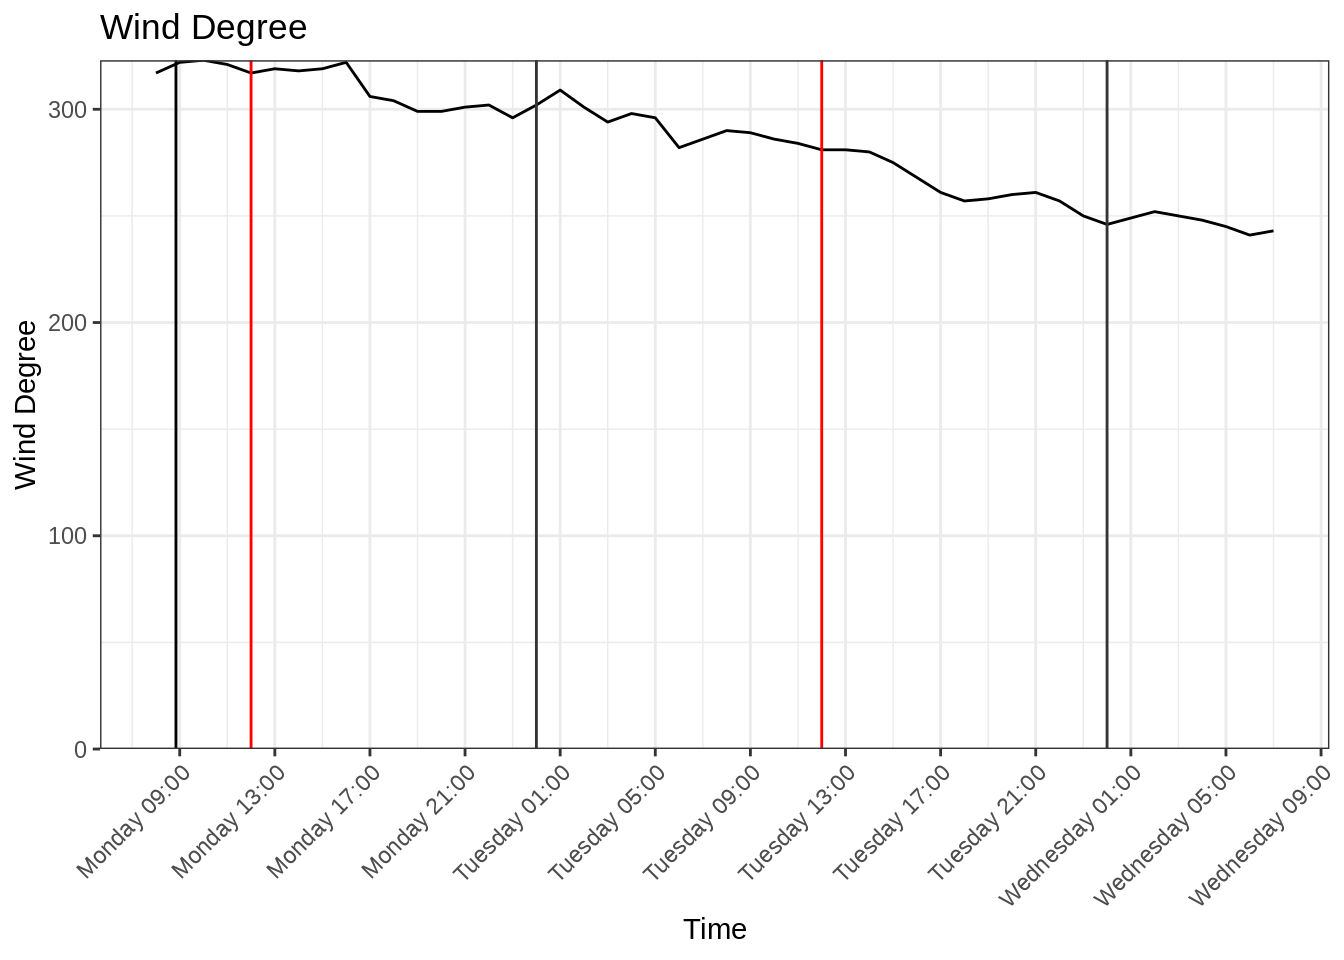 Wind Degree
Wind Degree
300
200
100
0
Monday 09:00
Monday 13:00
Monday 17:00
Monday 21:00
Tuesday 01:00
Tuesday 05:00
Tuesday 09:00
Tuesday 13:00
Tuesday 17:00
Tuesday 21:00
Wednesday 01:00
Wednesday 05:00
Wednesday 09:00
Time